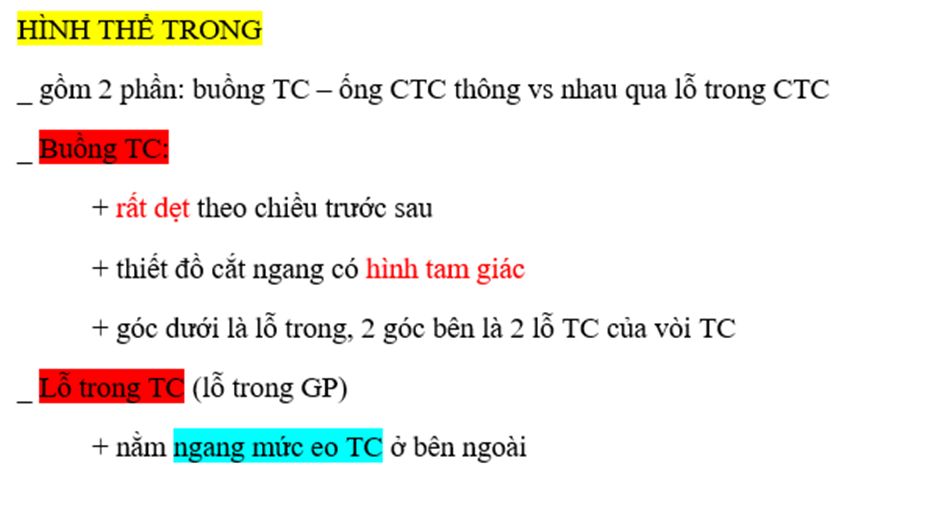 HÌNH THỂ TRONG
_ gồm 2 phần: buồng TC – ống CTC thông vs nhau qua lỗ trong CTC
_ Buồng TC:
+ rất dẹt theo chiều trước sau
+ thiết đồ cắt ngang có hình tam giác
+ góc dưới là lỗ trong, 2 góc bên là 2 lỗ TC của vòi TC
_ Lỗ trong TC (lỗ trong GP)
+ nằm ngang mức eo TC ở bên ngoài